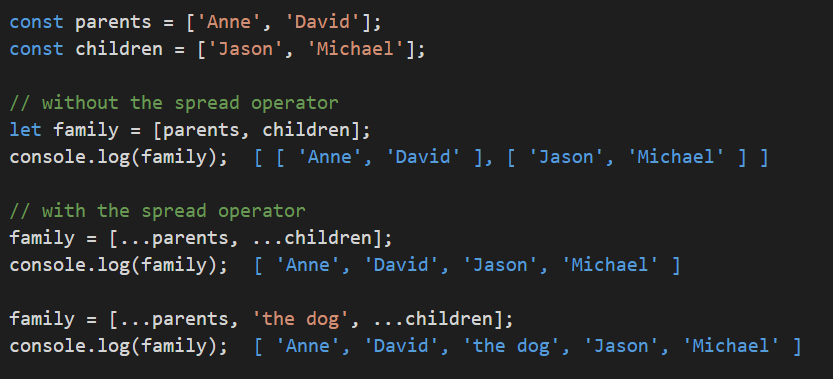 const parents = ['Anne', 'David'];
const children = ['Jason', 'Michael'];
// without the spread operator
let family = [parents, children];
console.log(family);  [ [ 'Anne', 'David' ], [ 'Jason', 'Michael' ] ]
// with the spread operator
family = [...parents, ...children];
console.log(family);  [ 'Anne', 'David', 'Jason', 'Michael' ]
family = [...parents, 'the dog', ...children];
console.log(family);  [ 'Anne', 'David', 'the dog', 'Jason', 'Michael' ]